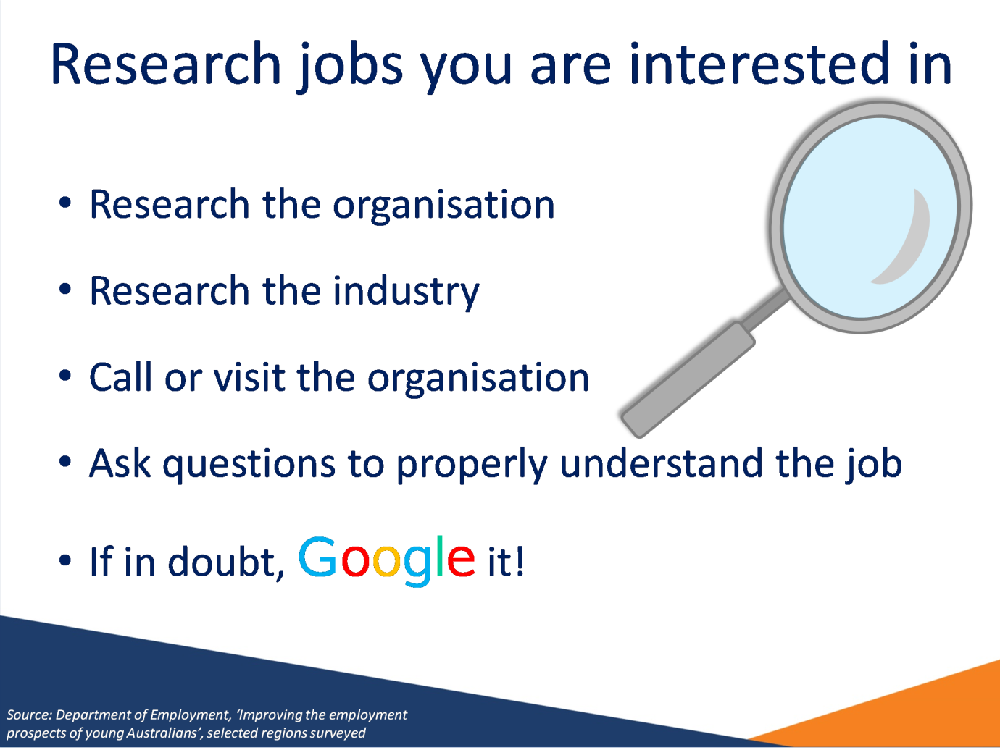 Research jobs you are interested in
• Research the organisation
• Research the industry
• Call or visit the organisation
• Ask questions to properly understand the job
• If in doubt, Google it!
Source: Department of Employment, ‘Improving the employment
prospects of young Australians’, selected regions surveyed